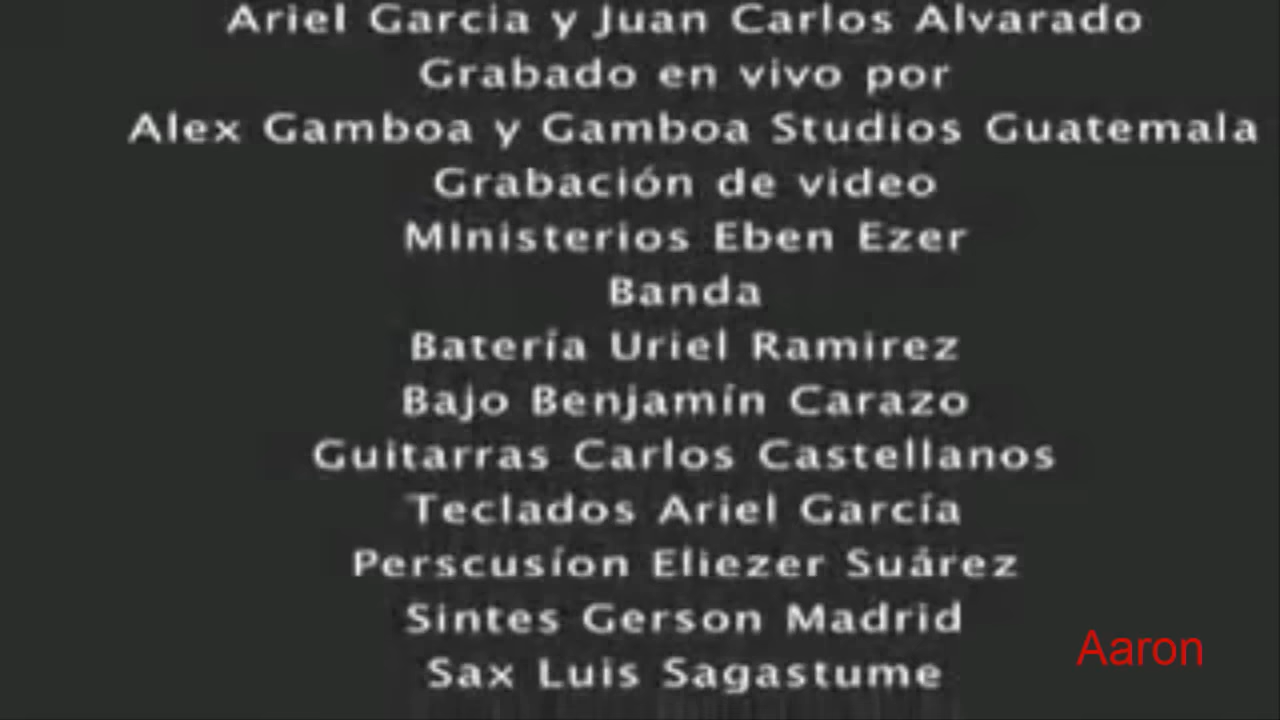 Ariel Garcia y Juan Carlos Alvarado
Grabado en vivo por
Alex Gamboa y Gamboa Studios Guatemala
Grabación de video
MInisterios Eben Ezer
Banda
Batería Uriel Ramirez
Bajo Benjamín Carazo
Guitarras Carlos Castellanos
Teclados Ariel García
Perscusíon Eliezer Suárez
Sintes Gerson Madrid
Sax Luis Sagastume
Aaron